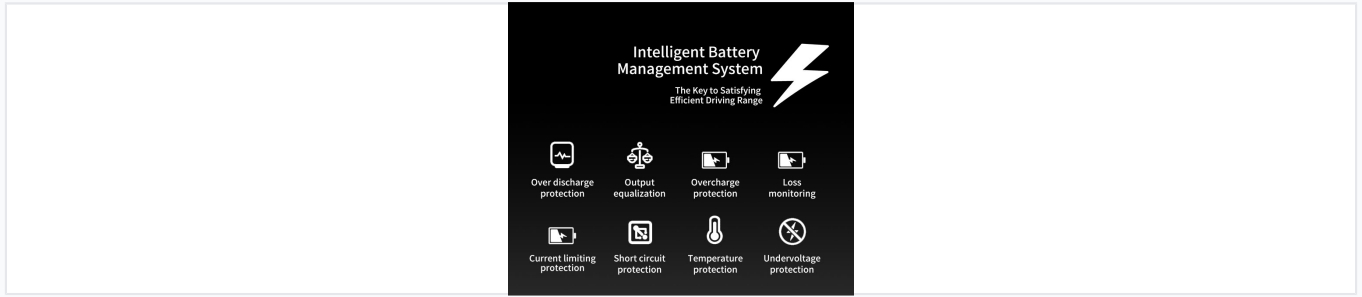 Intelligent Battery
Management System
The Key to Satisfying
Efficient Driving Range
Over discharge
protection
Output
equalization
Overcharge
protection
Loss
monitoring
Current limiting
protection
Short circuit
protection
Temperature
protection
Undervoltage
protection